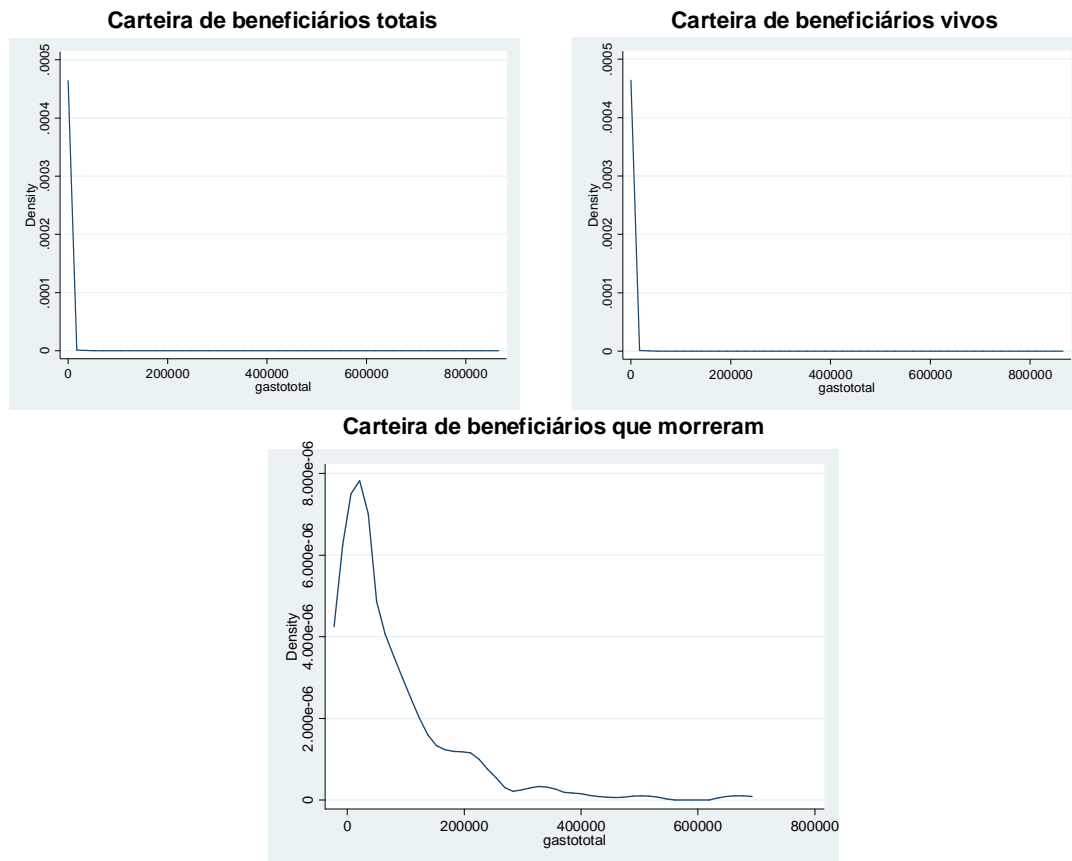 Carteira de beneficiários totais
Density
0 .0001 .0002 .0003 .0004 .0005
0 200000 400000 600000 800000
gastototal
Carteira de beneficiários vivos
Density
0 .0001 .0002 .0003 .0004 .0005
0 200000 400000 600000 800000
gastototal
Carteira de beneficiários que morreram
Density
0 2.000e-06 4.000e-06 6.000e-06 8.000e-06
0 200000 400000 600000 800000
gastototal